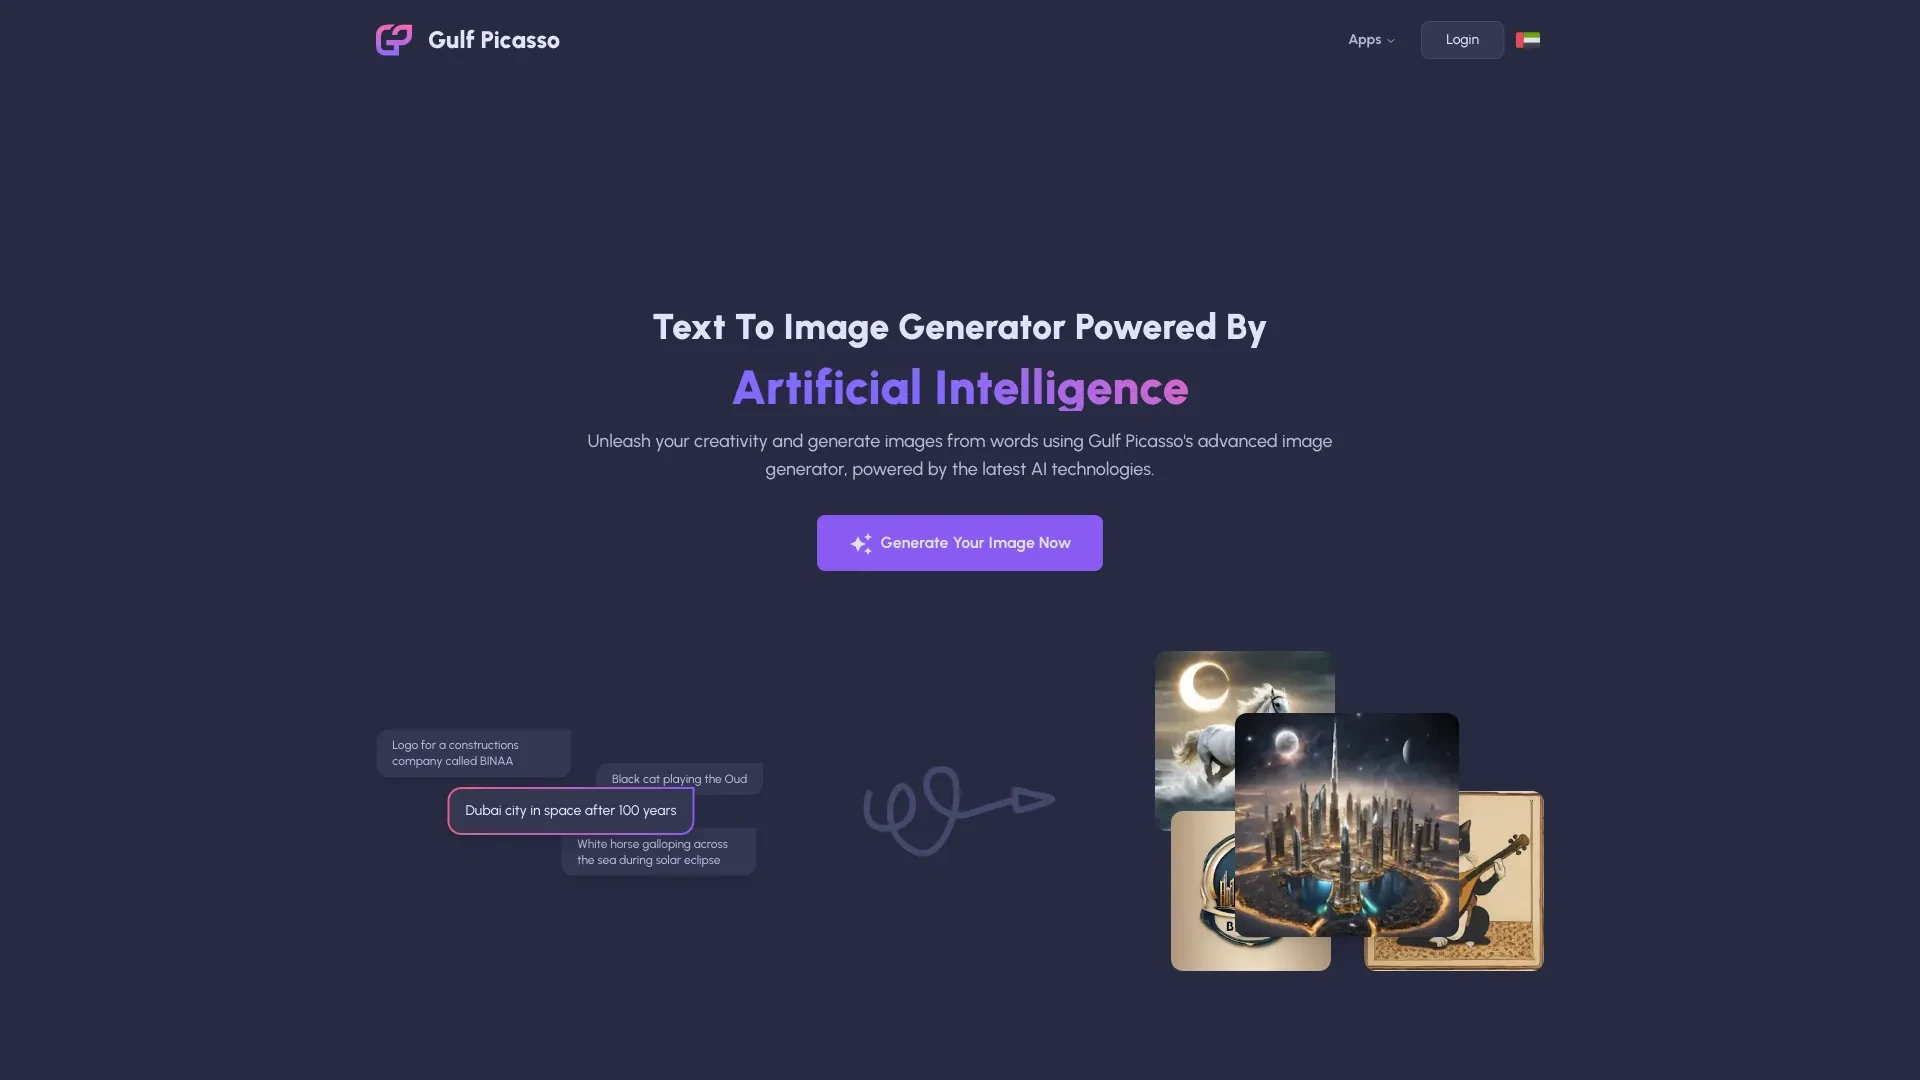 Gulf Picasso
Apps
Login
Text To Image Generator Powered By
Artificial Intelligence
Unleash your creativity and generate images from words using Gulf Picasso's advanced image
generator, powered by the latest AI technologies.
Generate Your Image Now
Logo for a constructions
company called BINAA
Black cat playing the Oud
Dubai city in space after 100 years
White horse galloping across
the sea during solar eclipse